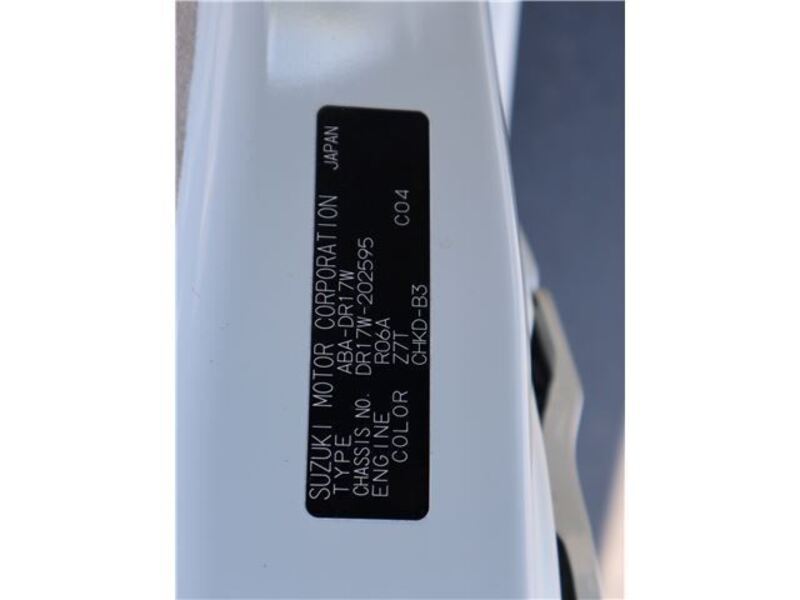 SUZUKI MOTOR CORPORATION JAPAN
TYPE ABA-DR17W
CHASSIS NO. DR17W-202595
ENGINE R06A
COLOR Z7T C04
CHKD-B3